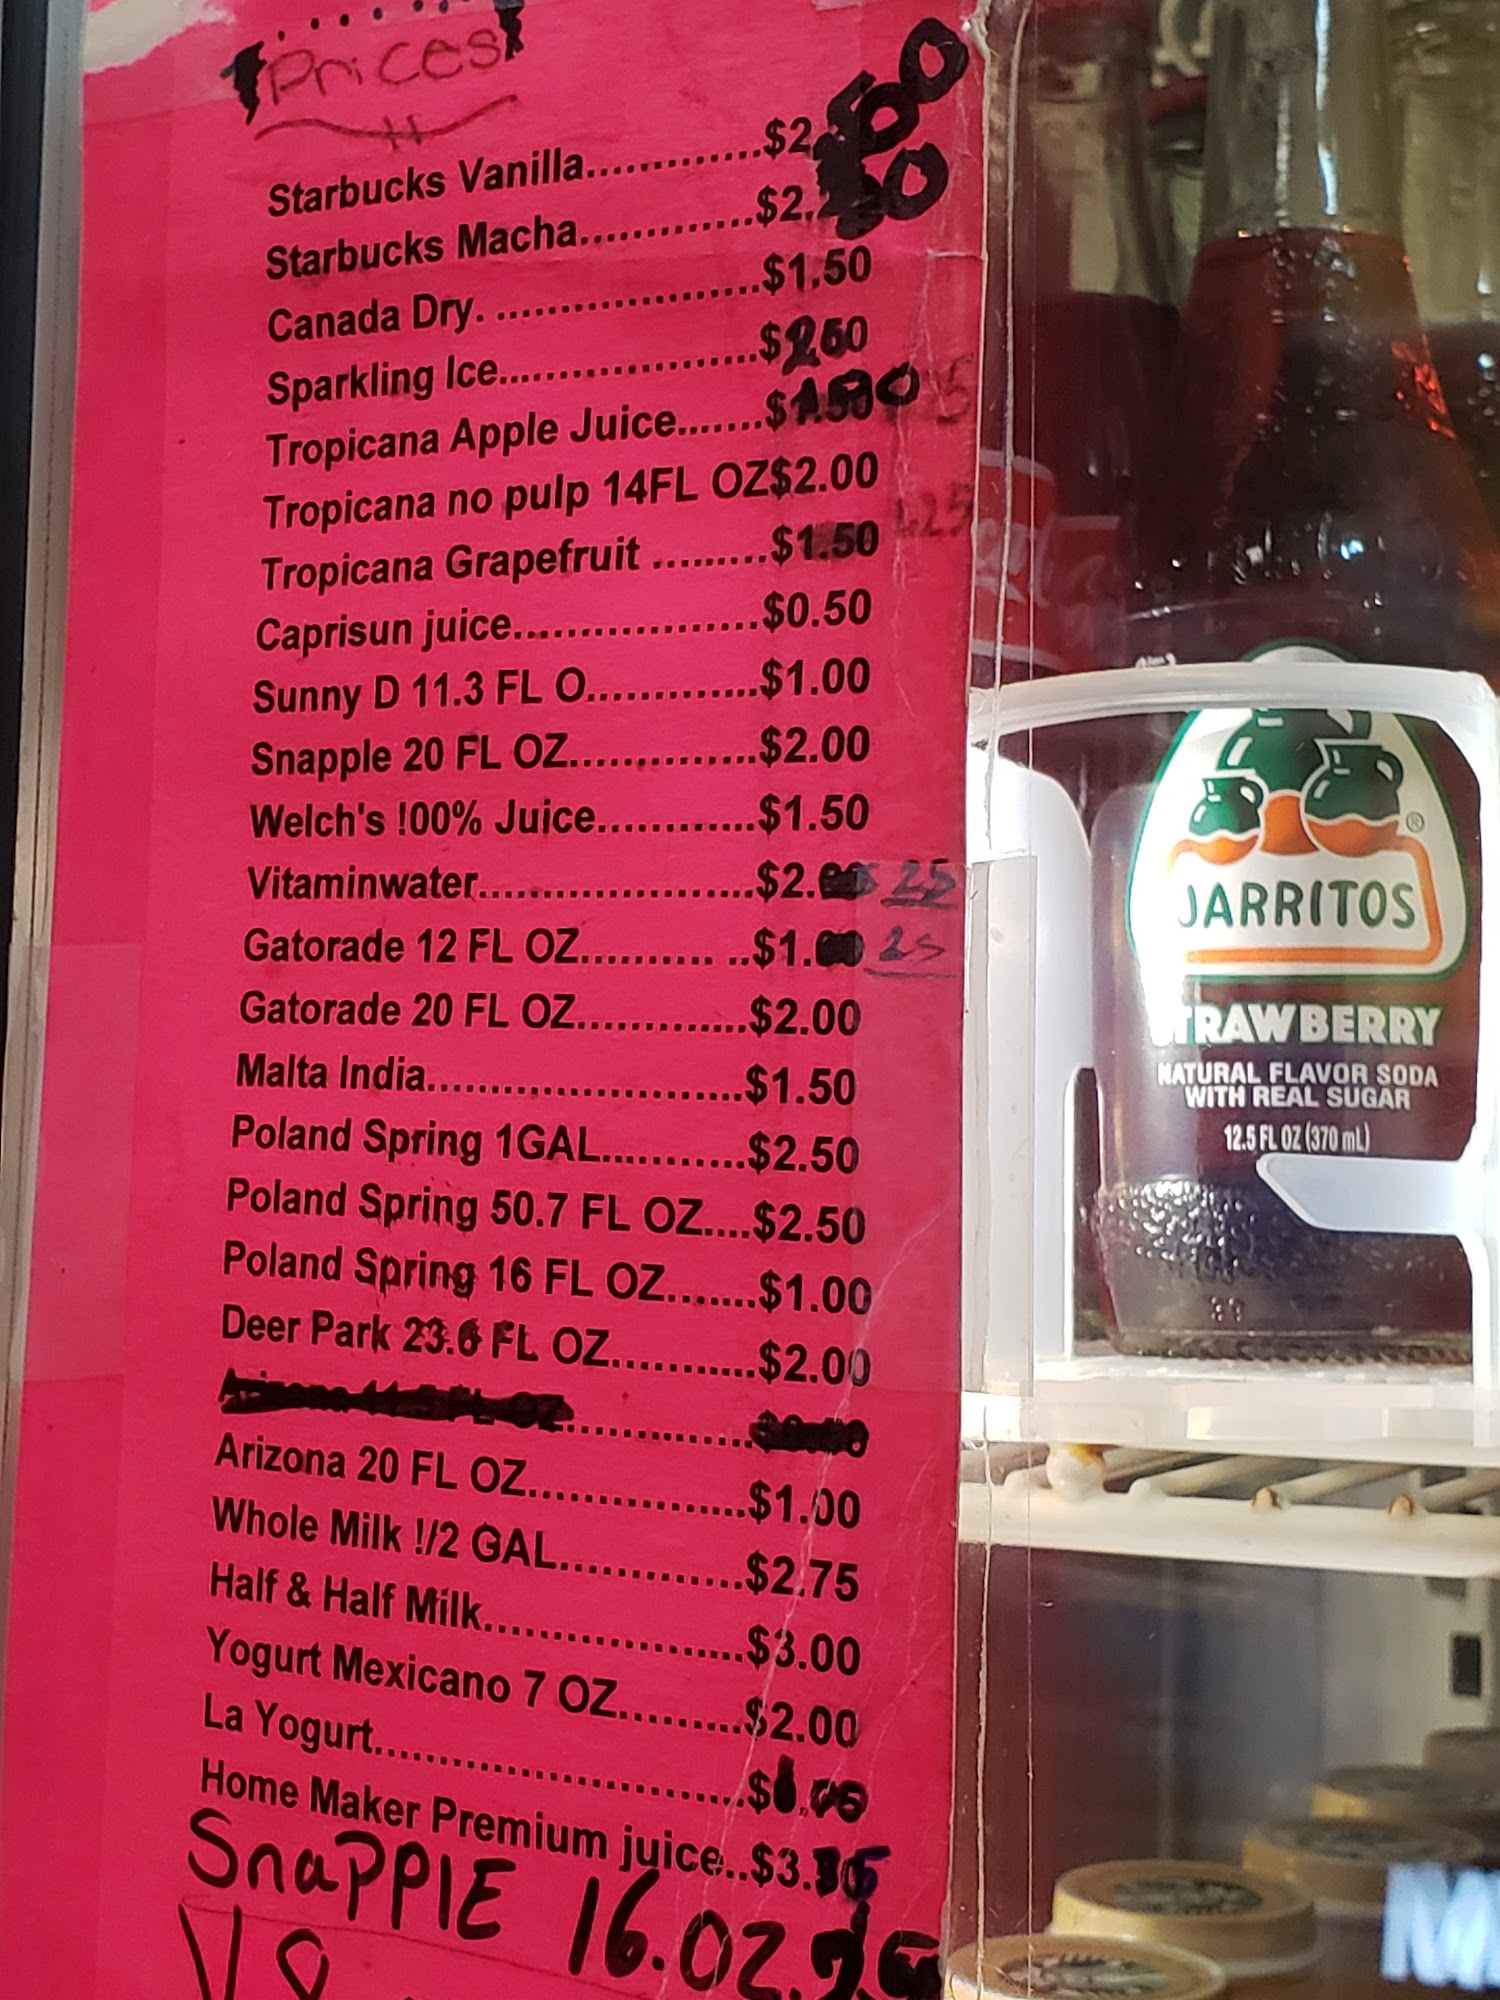 Prices
Starbucks Vanilla.............$2.50
Starbucks Macha.............$2.
Canada Dry. ....................$1.50
Sparkling Ice....................$2.50
Tropicana Apple Juice.......$
Tropicana no pulp 14FL OZ$2.00
Tropicana Grapefruit .........$1.50 1.25
Caprisun juice...................$0.50
Sunny D 11.3 FL O.............$1.00
Snapple 20 FL OZ..............$2.00
Welch's !00% Juice............$1.50
Vitaminwater.....................$2. 25
Gatorade 12 FL OZ.......... ..$1. 25
Gatorade 20 FL OZ.............$2.00
Malta India........................$1.50
Poland Spring 1GAL...........$2.50
Poland Spring 50.7 FL OZ....$2.50
Poland Spring 16 FL OZ.......$1.00
Deer Park 23.6 FL OZ...........$2.00
Arizona 20 FL OZ.................$1.00
Whole Milk !/2 GAL..............$2.75
Half & Half Milk....................$3.00
Yogurt Mexicano 7 OZ.........$2.00
La Yogurt............................$
Home Maker Premium juice..$3.
SnaPPlE 16.OZ.
V8
JARRITOS
®
STRAWBERRY
NATURAL FLAVOR SODA
WITH REAL SUGAR
12.5 FL OZ (370 mL)